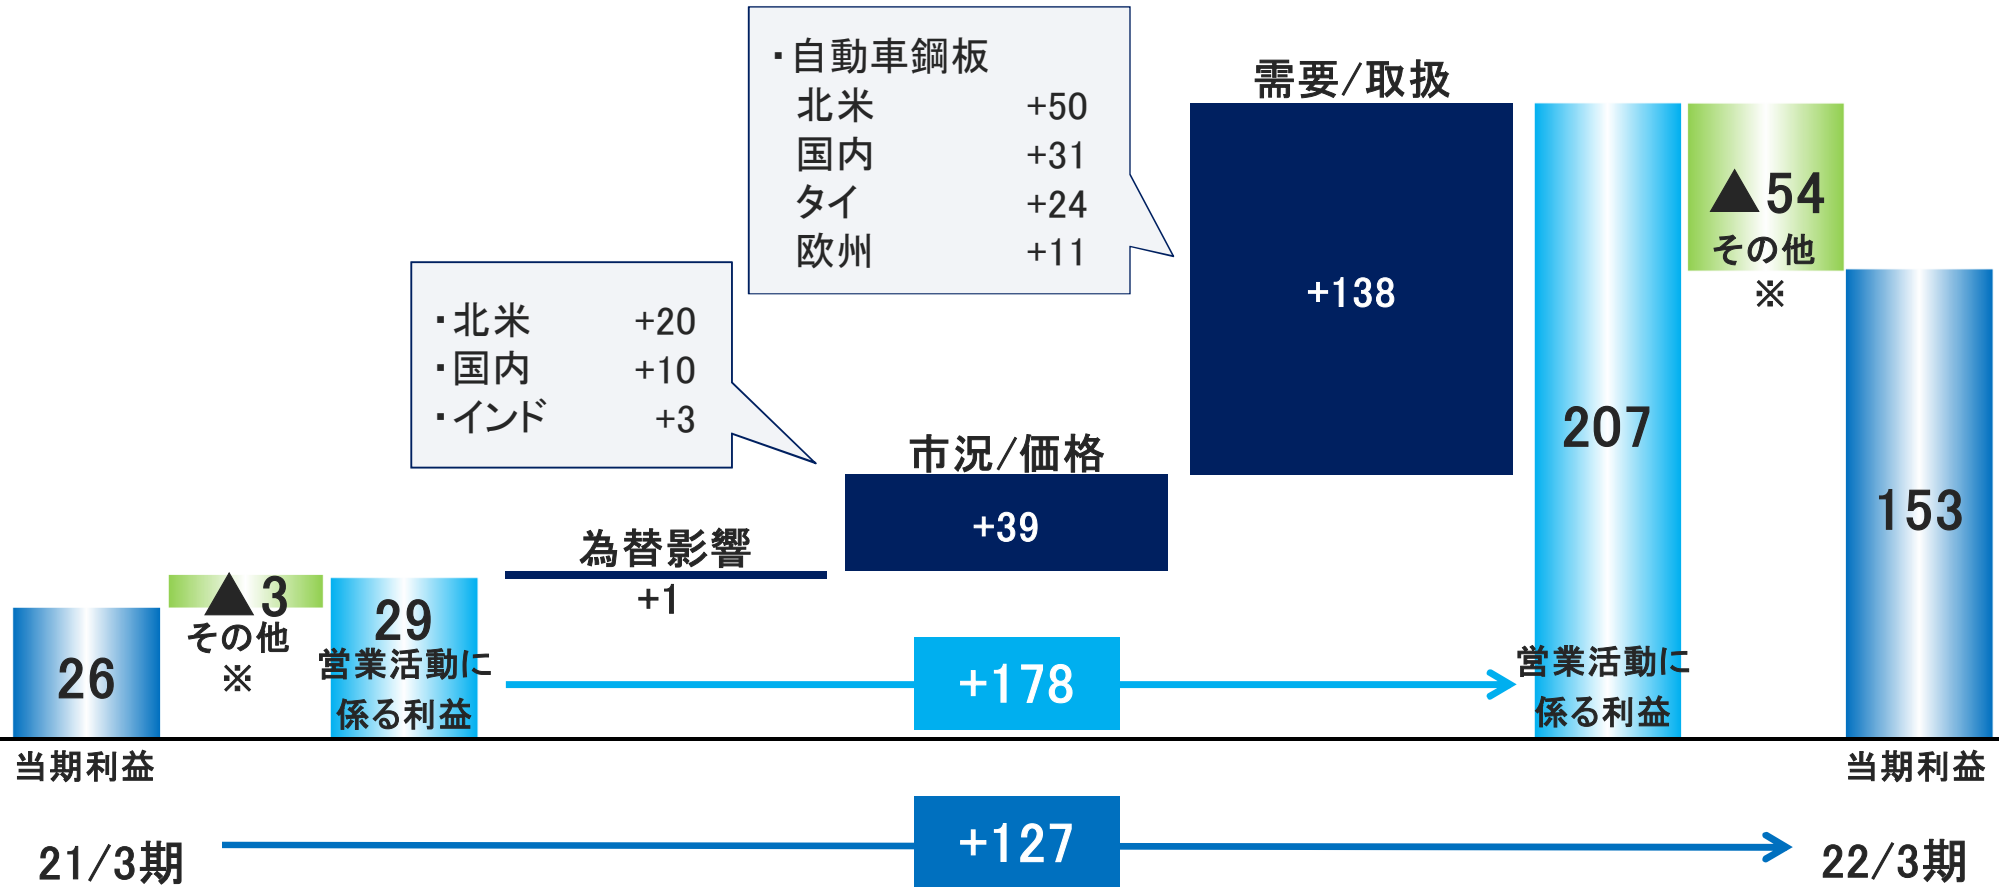 ・自動車鋼板
北米 +50
国内 +31
タイ +24
欧州 +11
・北米 +20
・国内 +10
・インド +3
需要/取扱
+138
市況/価格
+39
為替影響
+1
26
▲3
その他
※
29
営業活動に
係る利益
+178
207
営業活動に
係る利益
▲54
その他
※
153
当期利益
当期利益
21/3期
+127
22/3期